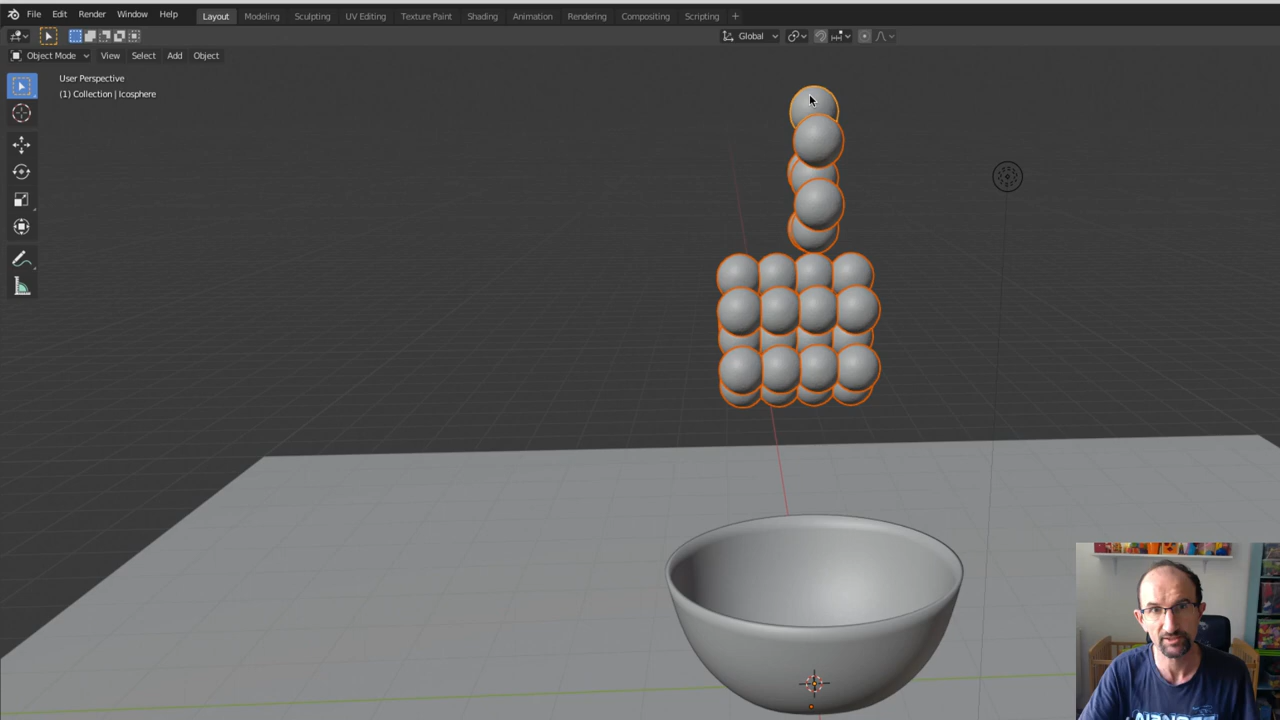 File Edit Render Window Help Layout Modeling Sculpting UV Editing Texture Paint Shading Animation Rendering Compositing Scripting +
Global
Object Mode View Select Add Object
User Perspective
(1) Collection | Icosphere